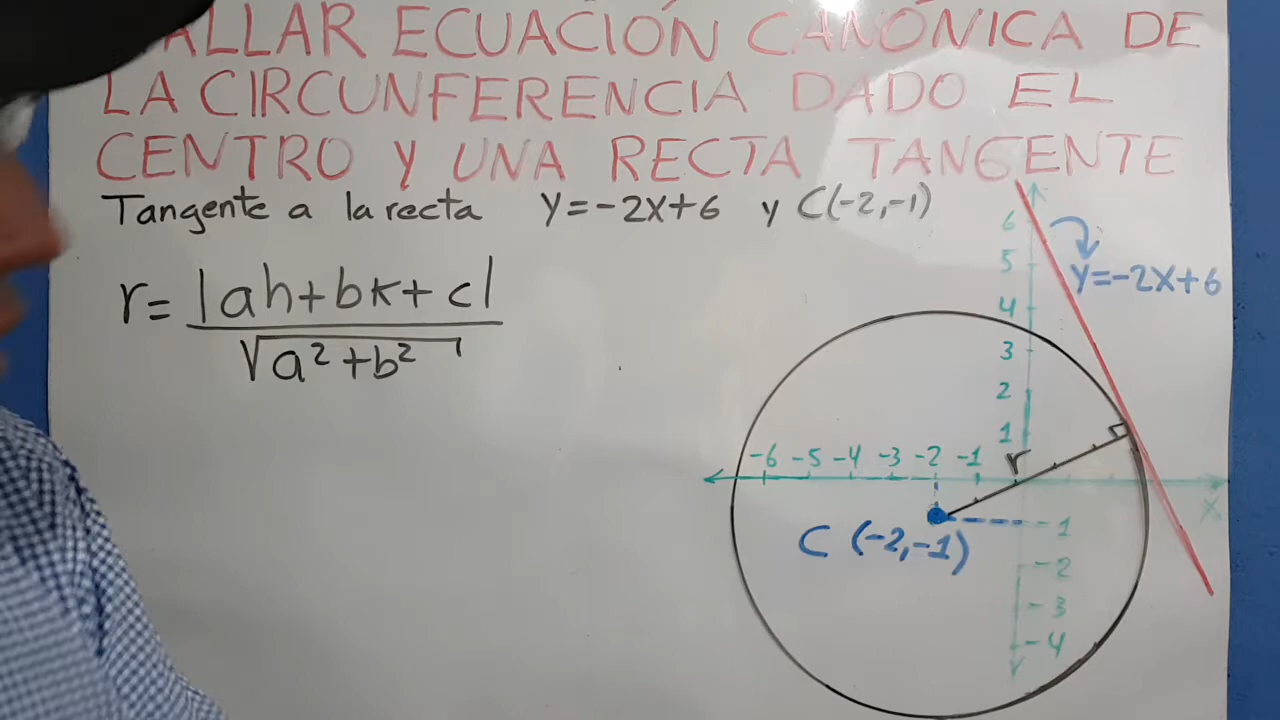 ALLAR ECUACIÓN CANÓNICA DE
LA CIRCUNFERENCIA DADO EL
CENTRO y UNA RECTA TANGENTE
Tangente a la recta y=-2x+6 y C(-2,-1)
r= |ah+bk+c|
√a²+b²
6
5
y=-2x+6
4
3
2
1
-6 -5 -4 -3 -2 -1
r
x
C (-2,-1)
-1
-2
-3
-4